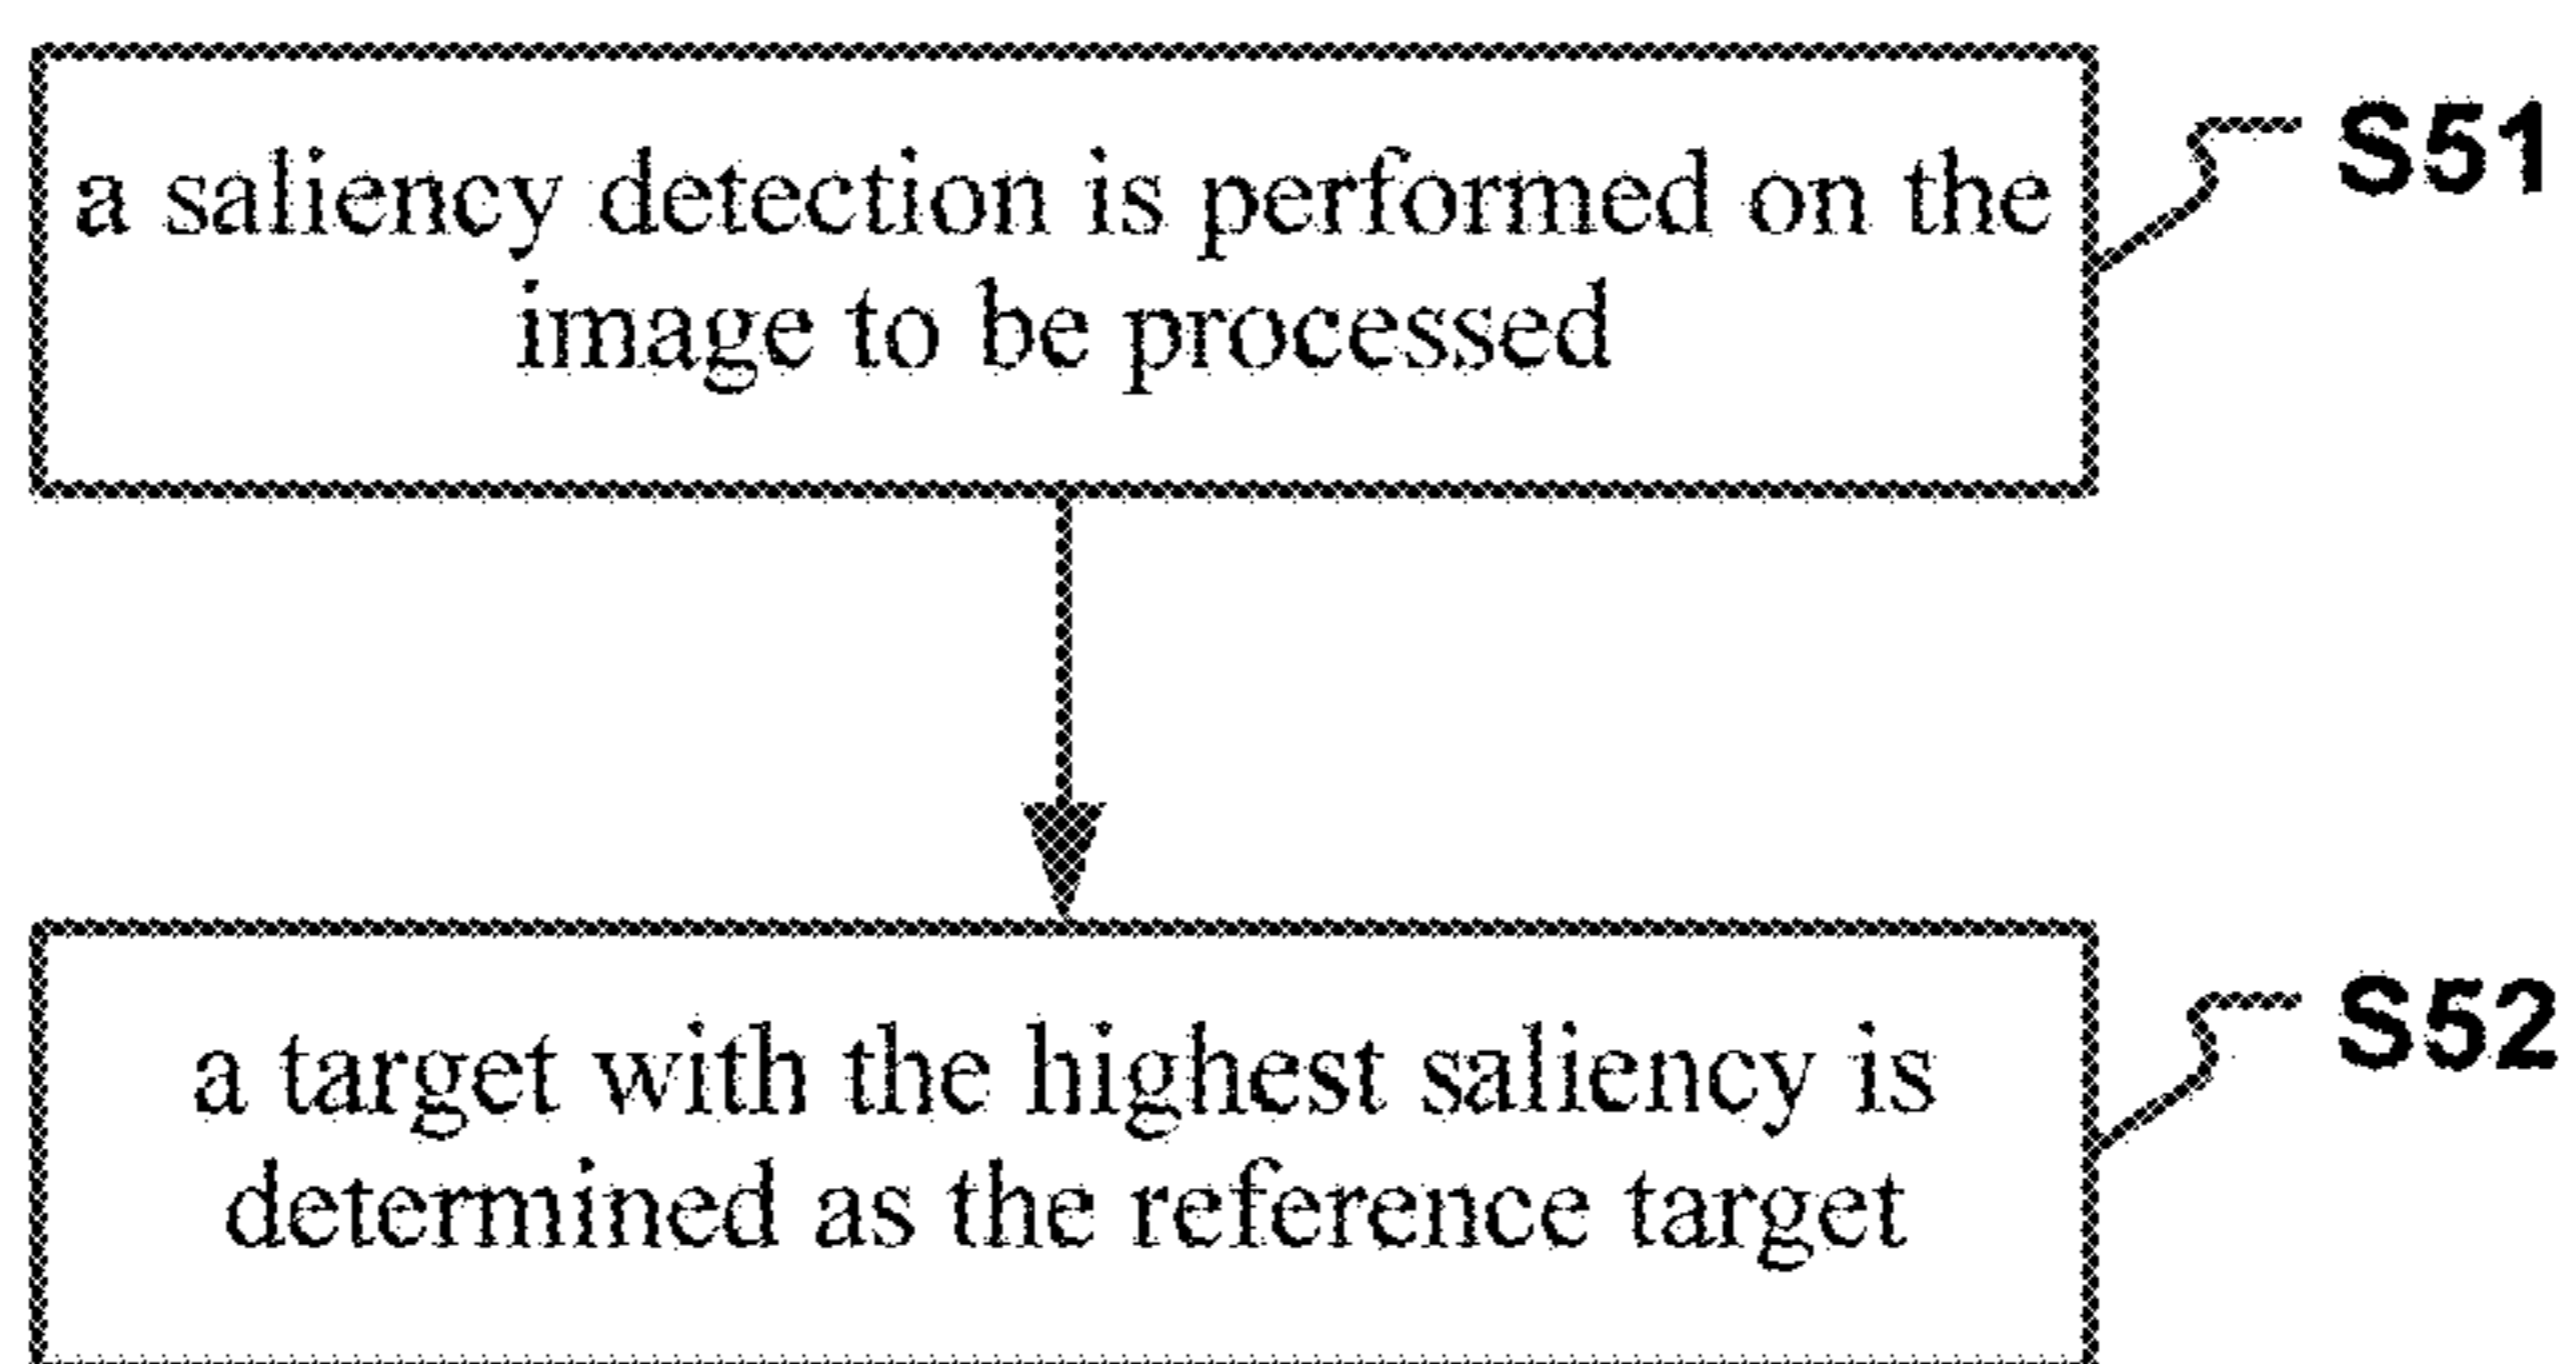 a saliency detection is performed on the
image to be processed
S51
a target with the highest saliency is
determined as the reference target
S52